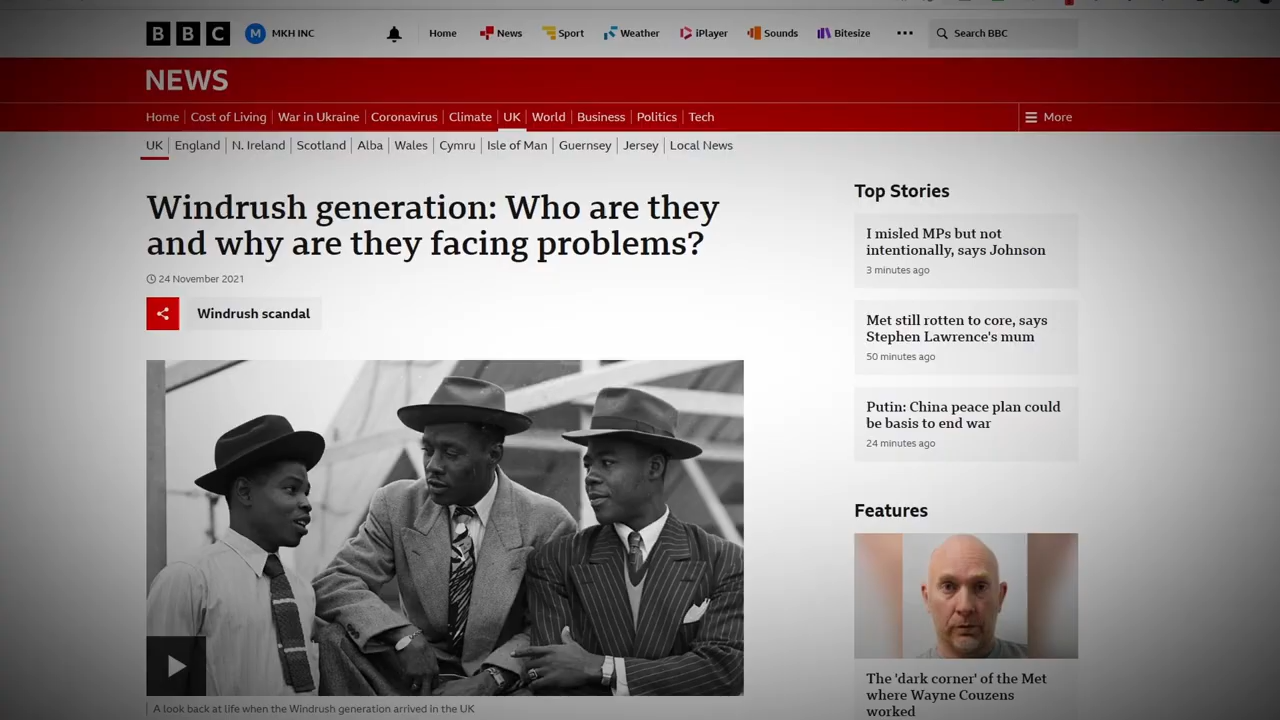 BBC
M MKH INC
Home
News
Sport
Weather
iPlayer
Sounds
Bitesize
Search BBC
NEWS
Home
Cost of Living
War in Ukraine
Coronavirus
Climate
UK
World
Business
Politics
Tech
More
UK
England
N. Ireland
Scotland
Alba
Wales
Cymru
Isle of Man
Guernsey
Jersey
Local News
Windrush generation: Who are they
and why are they facing problems?
24 November 2021
Windrush scandal
A look back at life when the Windrush generation arrived in the UK
Top Stories
I misled MPs but not
intentionally, says Johnson
3 minutes ago
Met still rotten to core, says
Stephen Lawrence's mum
50 minutes ago
Putin: China peace plan could
be basis to end war
24 minutes ago
Features
The 'dark corner' of the Met
where Wayne Couzens
worked